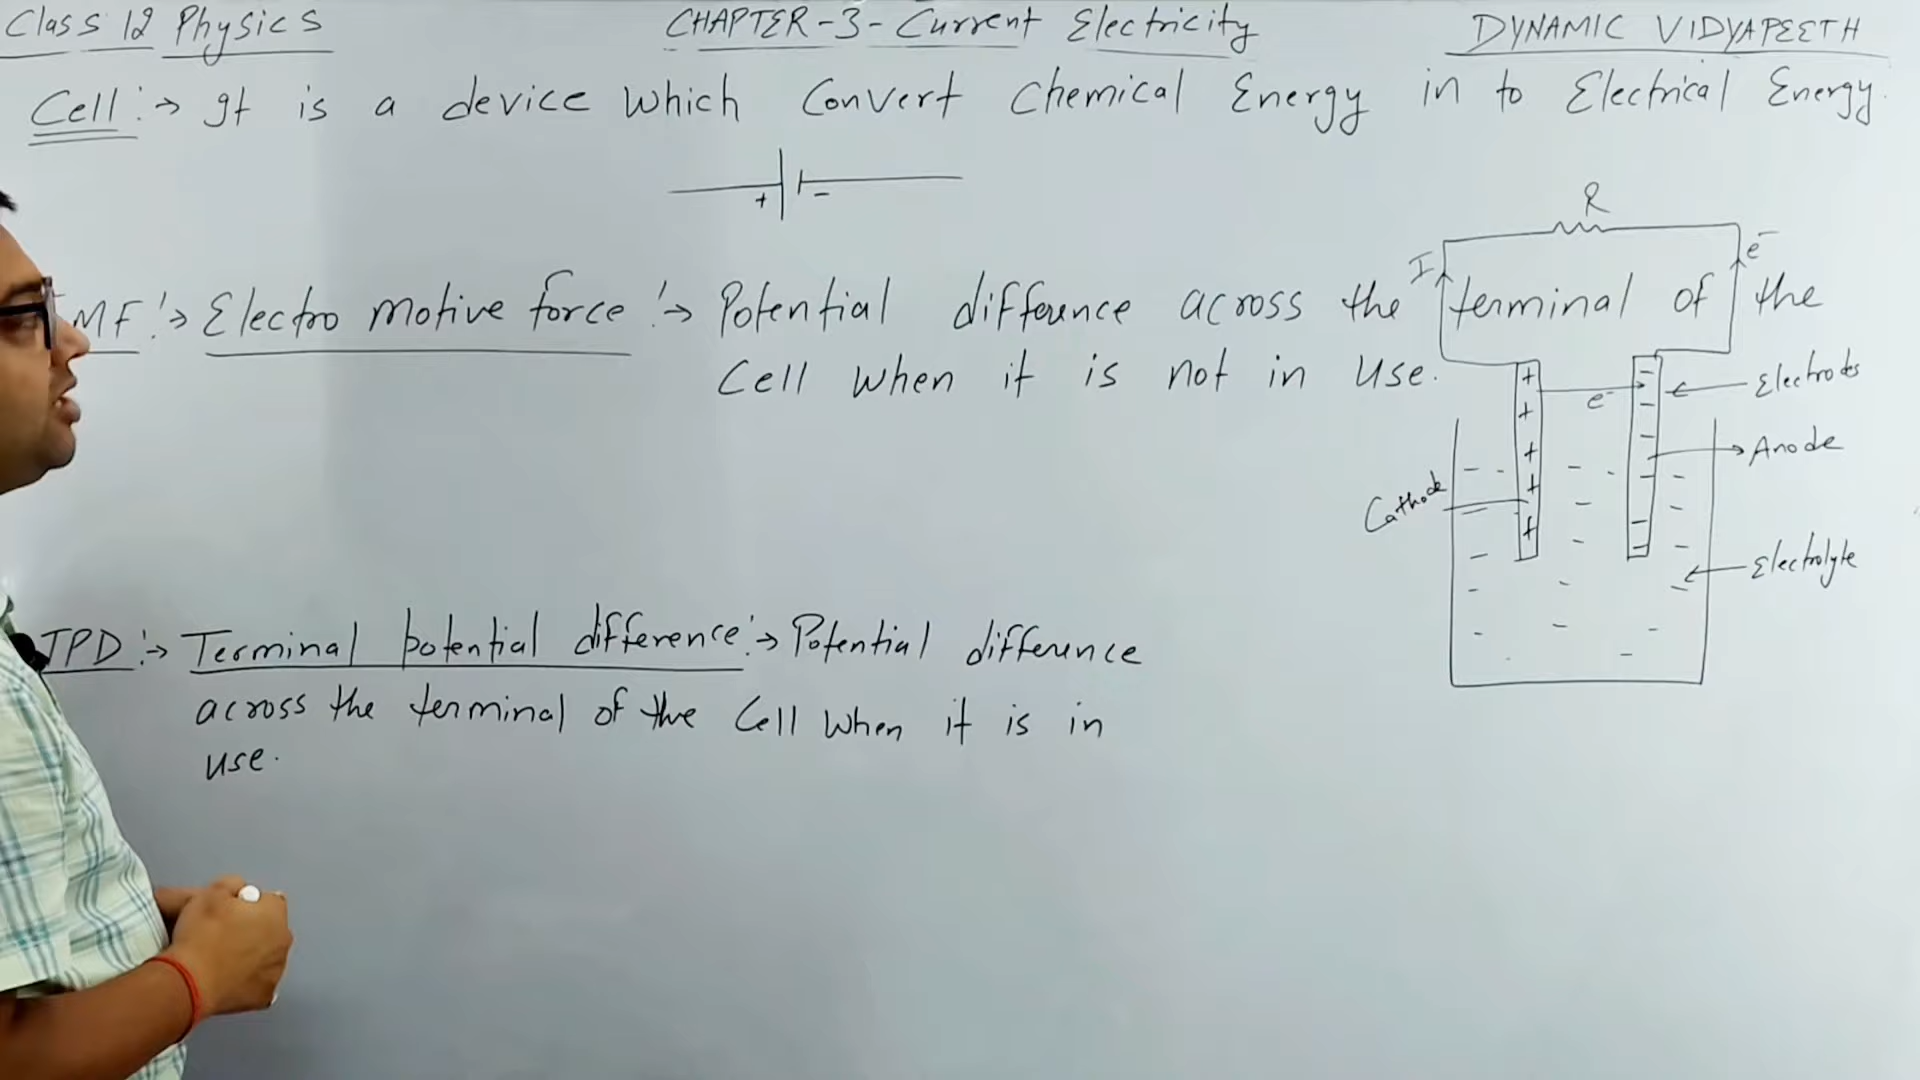 Class 12 Physics
CHAPTER-3-Current Electricity
DYNAMIC VIDYAPEETH
Cell :→ It is a device which Convert Chemical Energy in to Electrical Energy.
+ -
MF :→ Electro motive force :→ Potential difference across the terminal of the
Cell when it is not in use.
TPD :→ Terminal potential difference :→ Potential difference
across the terminal of the Cell when it is in
use.
R
I
e⁻
e⁻
Electrodes
Anode
Cathode
Electrolyte